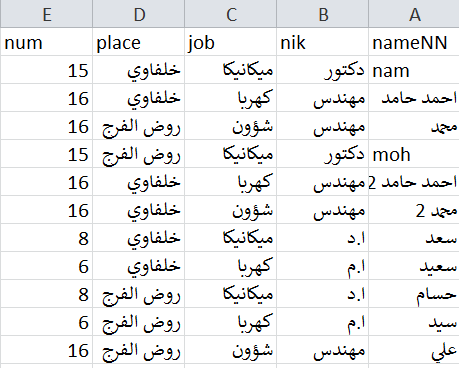 A B C D E
nameNN nik job place num
nam دكتور ميكانيكا خلفاوي 15
احمد حامد مهندس كهربا خلفاوي 16
محمد مهندس شؤون روض الفرج 16
moh دكتور ميكانيكا روض الفرج 15
احمد حامد 2 مهندس كهربا خلفاوي 16
محمد 2 مهندس شؤون خلفاوي 16
سعد ا.د ميكانيكا خلفاوي 8
سعيد ا.م كهربا خلفاوي 6
حسام ا.د ميكانيكا روض الفرج 8
سيد ا.م كهربا روض الفرج 6
علي مهندس شؤون روض الفرج 16